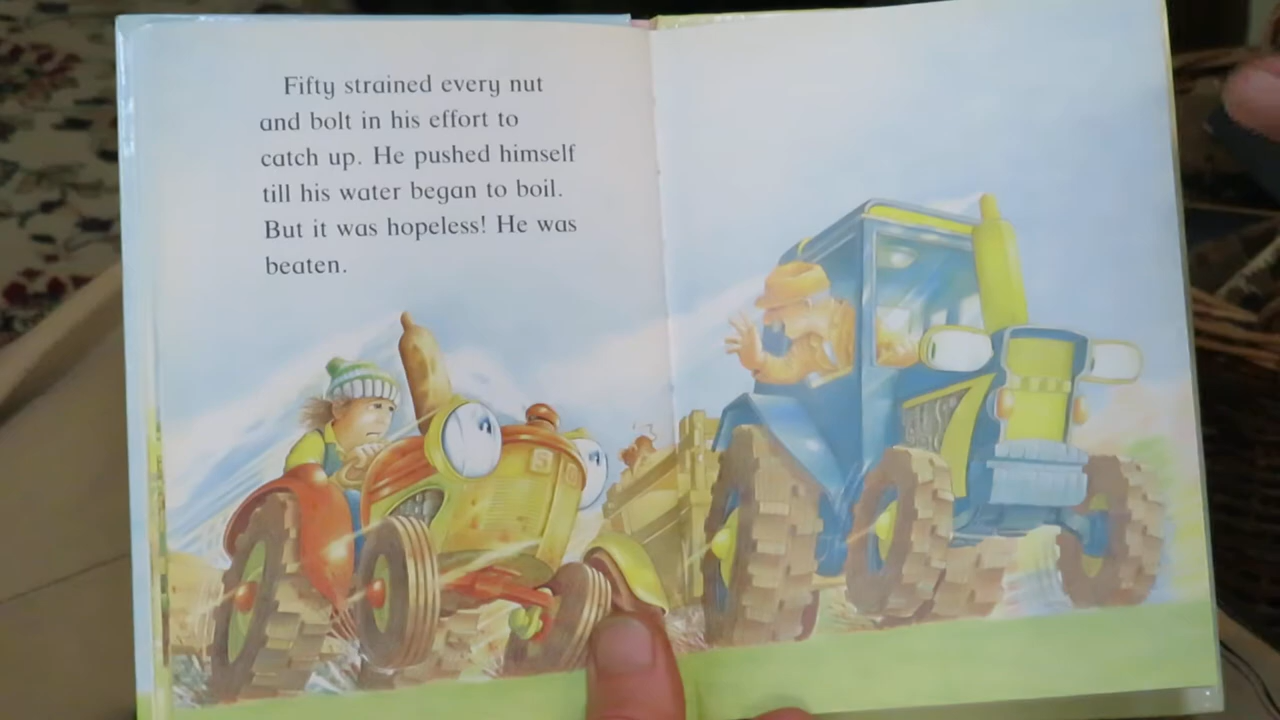 Fifty strained every nut
and bolt in his effort to
catch up. He pushed himself
till his water began to boil.
But it was hopeless! He was
beaten.
50